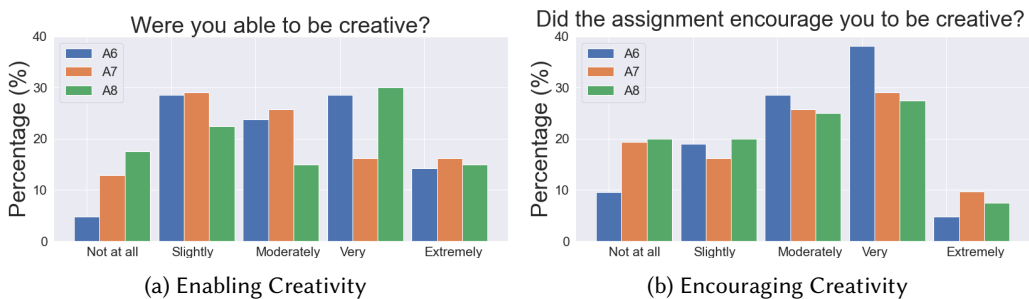 Were you able to be creative?
Percentage (%)
40
30
20
10
0
A6
A7
A8
Not at all Slightly Moderately Very Extremely
(a) Enabling Creativity
Did the assignment encourage you to be creative?
Percentage (%)
40
30
20
10
0
A6
A7
A8
Not at all Slightly Moderately Very Extremely
(b) Encouraging Creativity